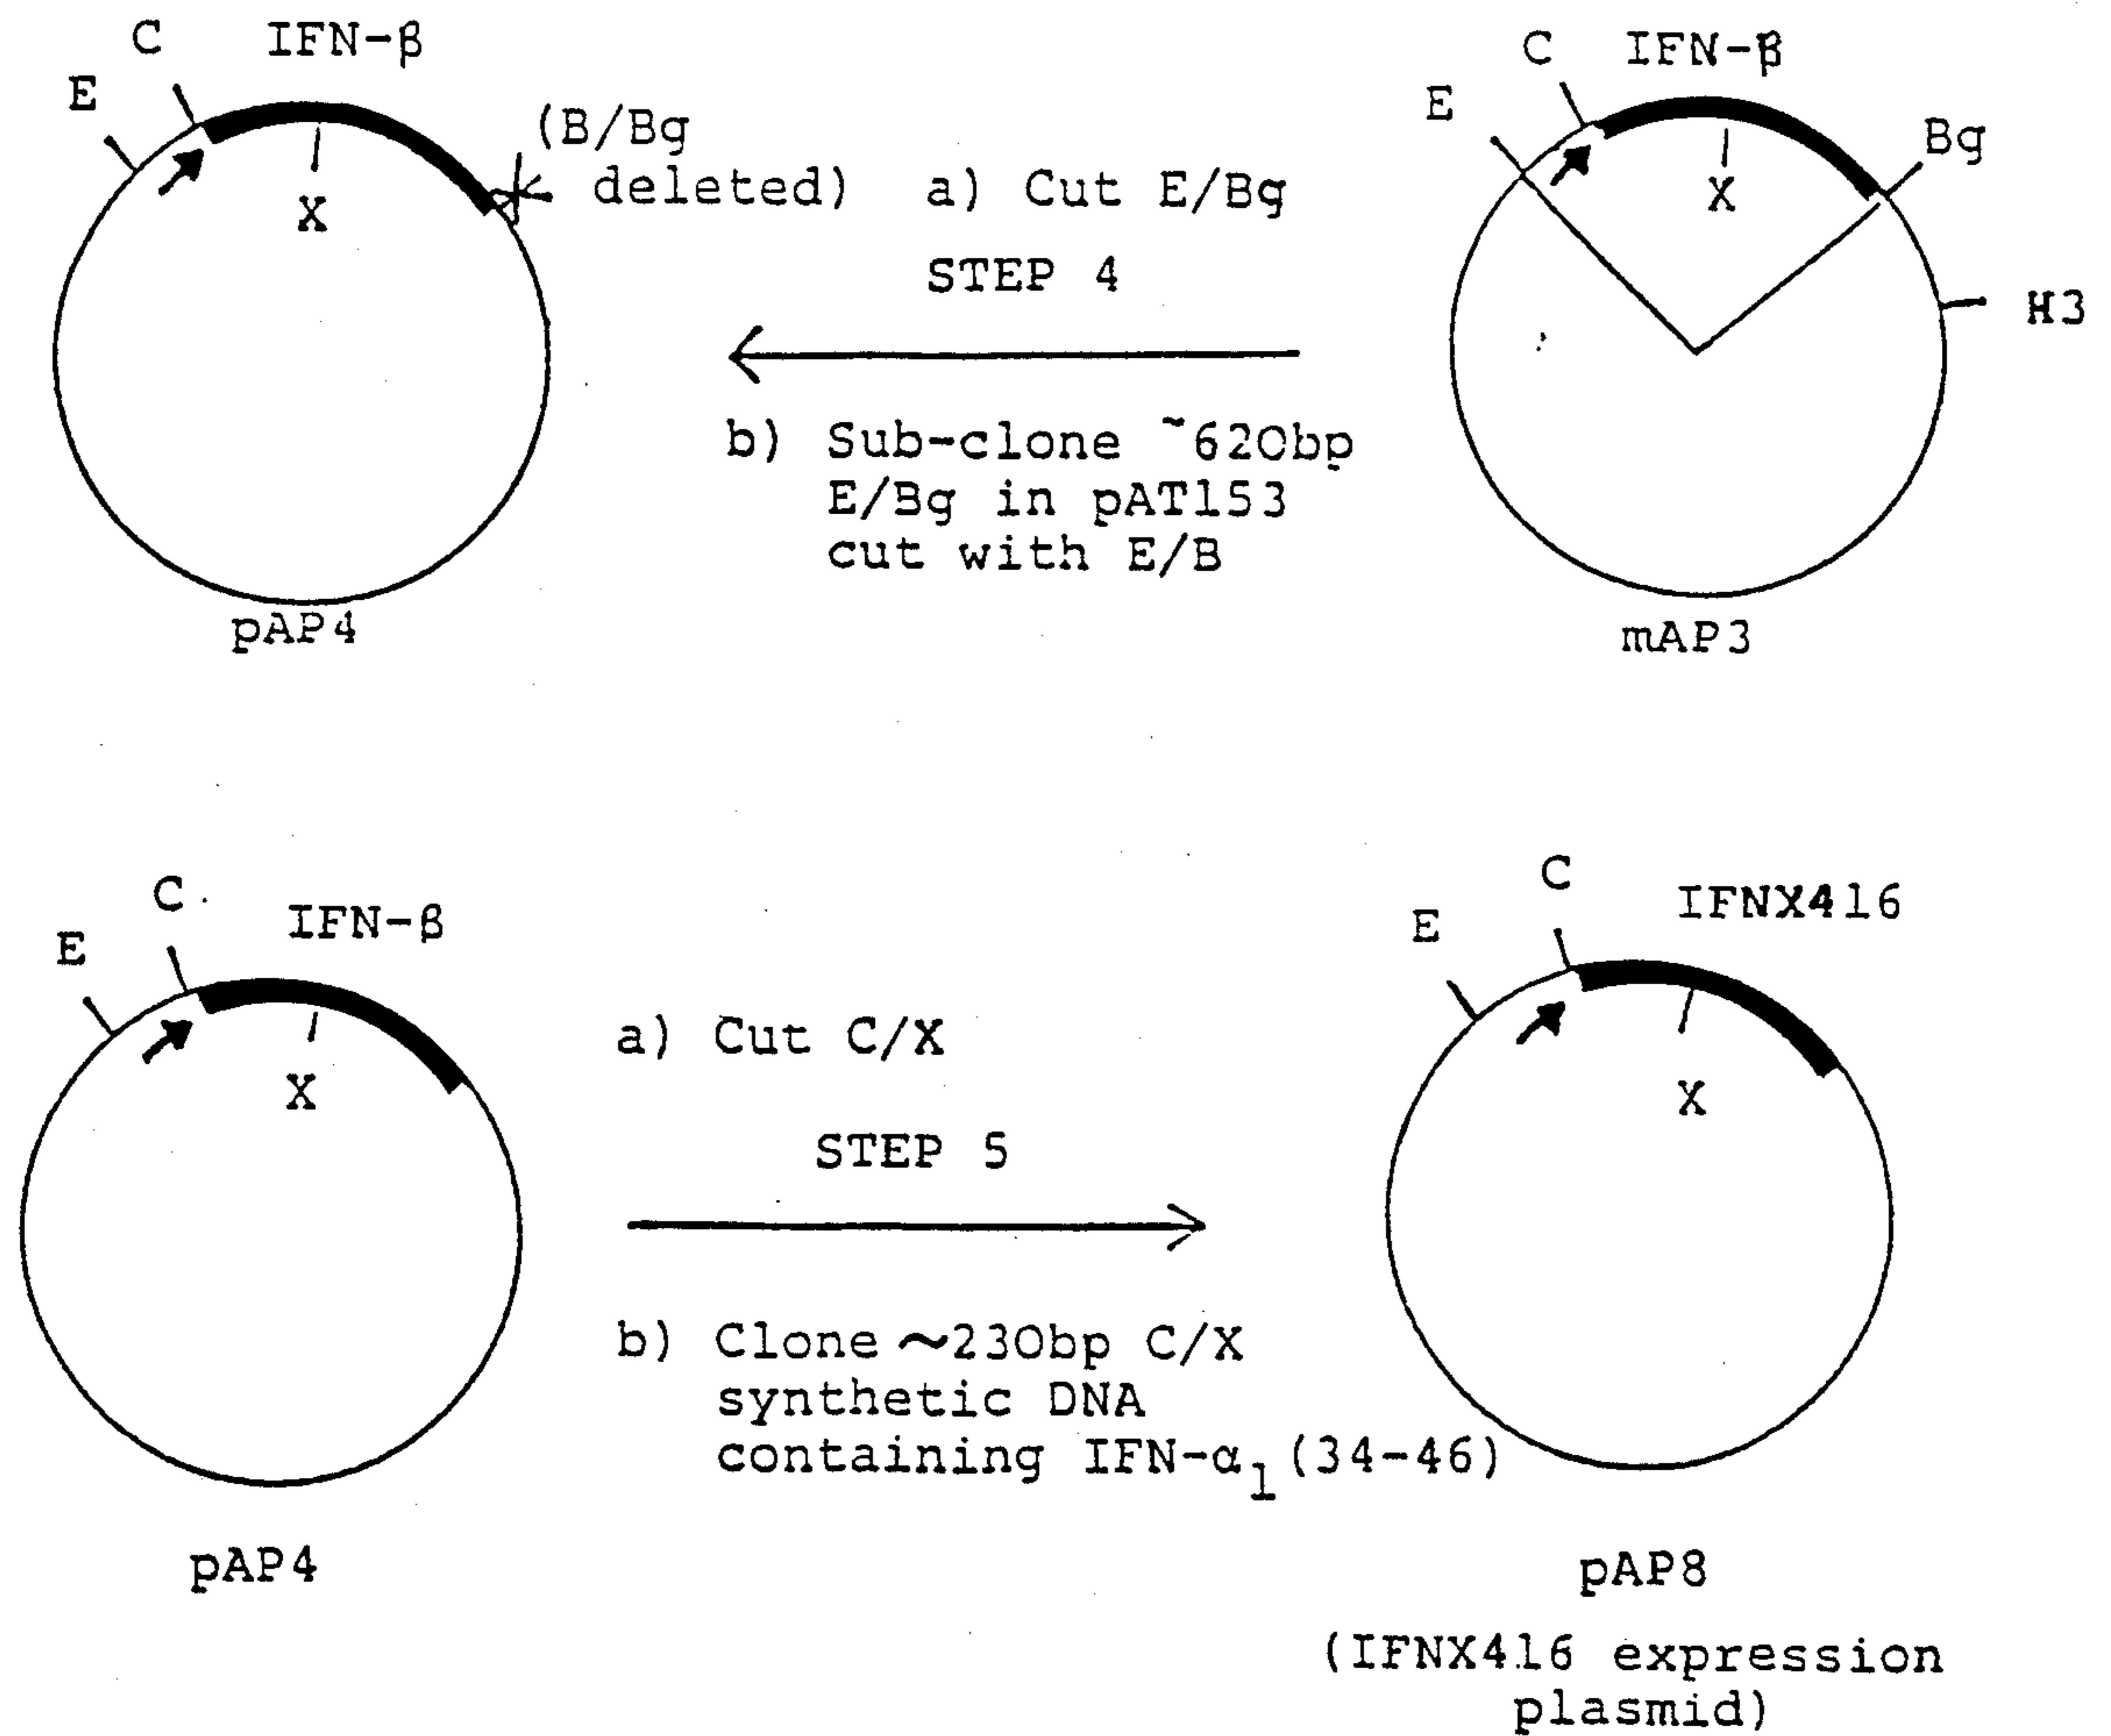 C
IFN-β
E
(B/Bg
deleted)
X
pAP4
a) Cut E/Bg
STEP 4
b) Sub-clone ~620bp
E/Bg in pAT153
cut with E/B
C
IFN-β
E
Bg
X
H3
mAP3
C
IFN-β
E
X
pAP4
a) Cut C/X
STEP 5
b) Clone ~230bp C/X
synthetic DNA
containing IFN-α1(34-46)
C
IFNX416
E
X
pAP8
(IFNX416 expression
plasmid)